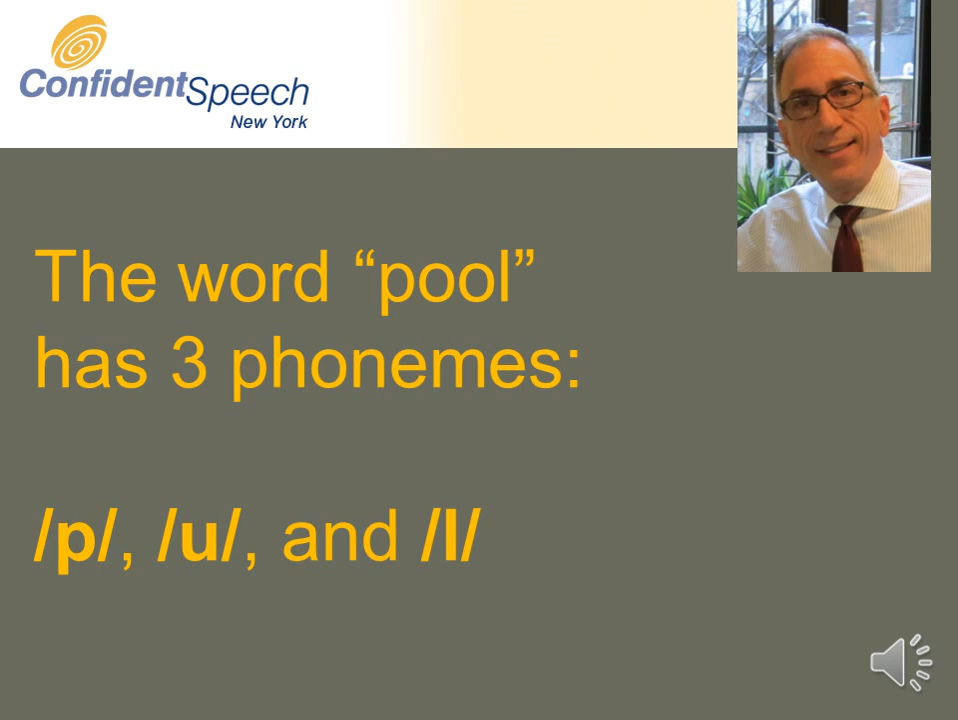 ConfidentSpeech
New York
The word “pool”
has 3 phonemes:
/p/, /u/, and /l/